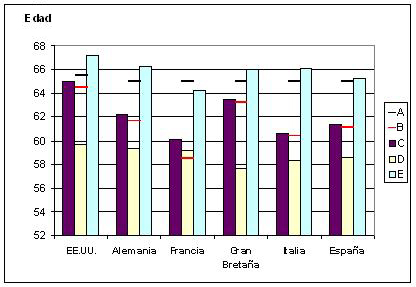 Edad
68
66
64
62
60
58
56
54
52
EE.UU. Alemania Francia Gran Bretaña Italia España
A
B
C
D
E